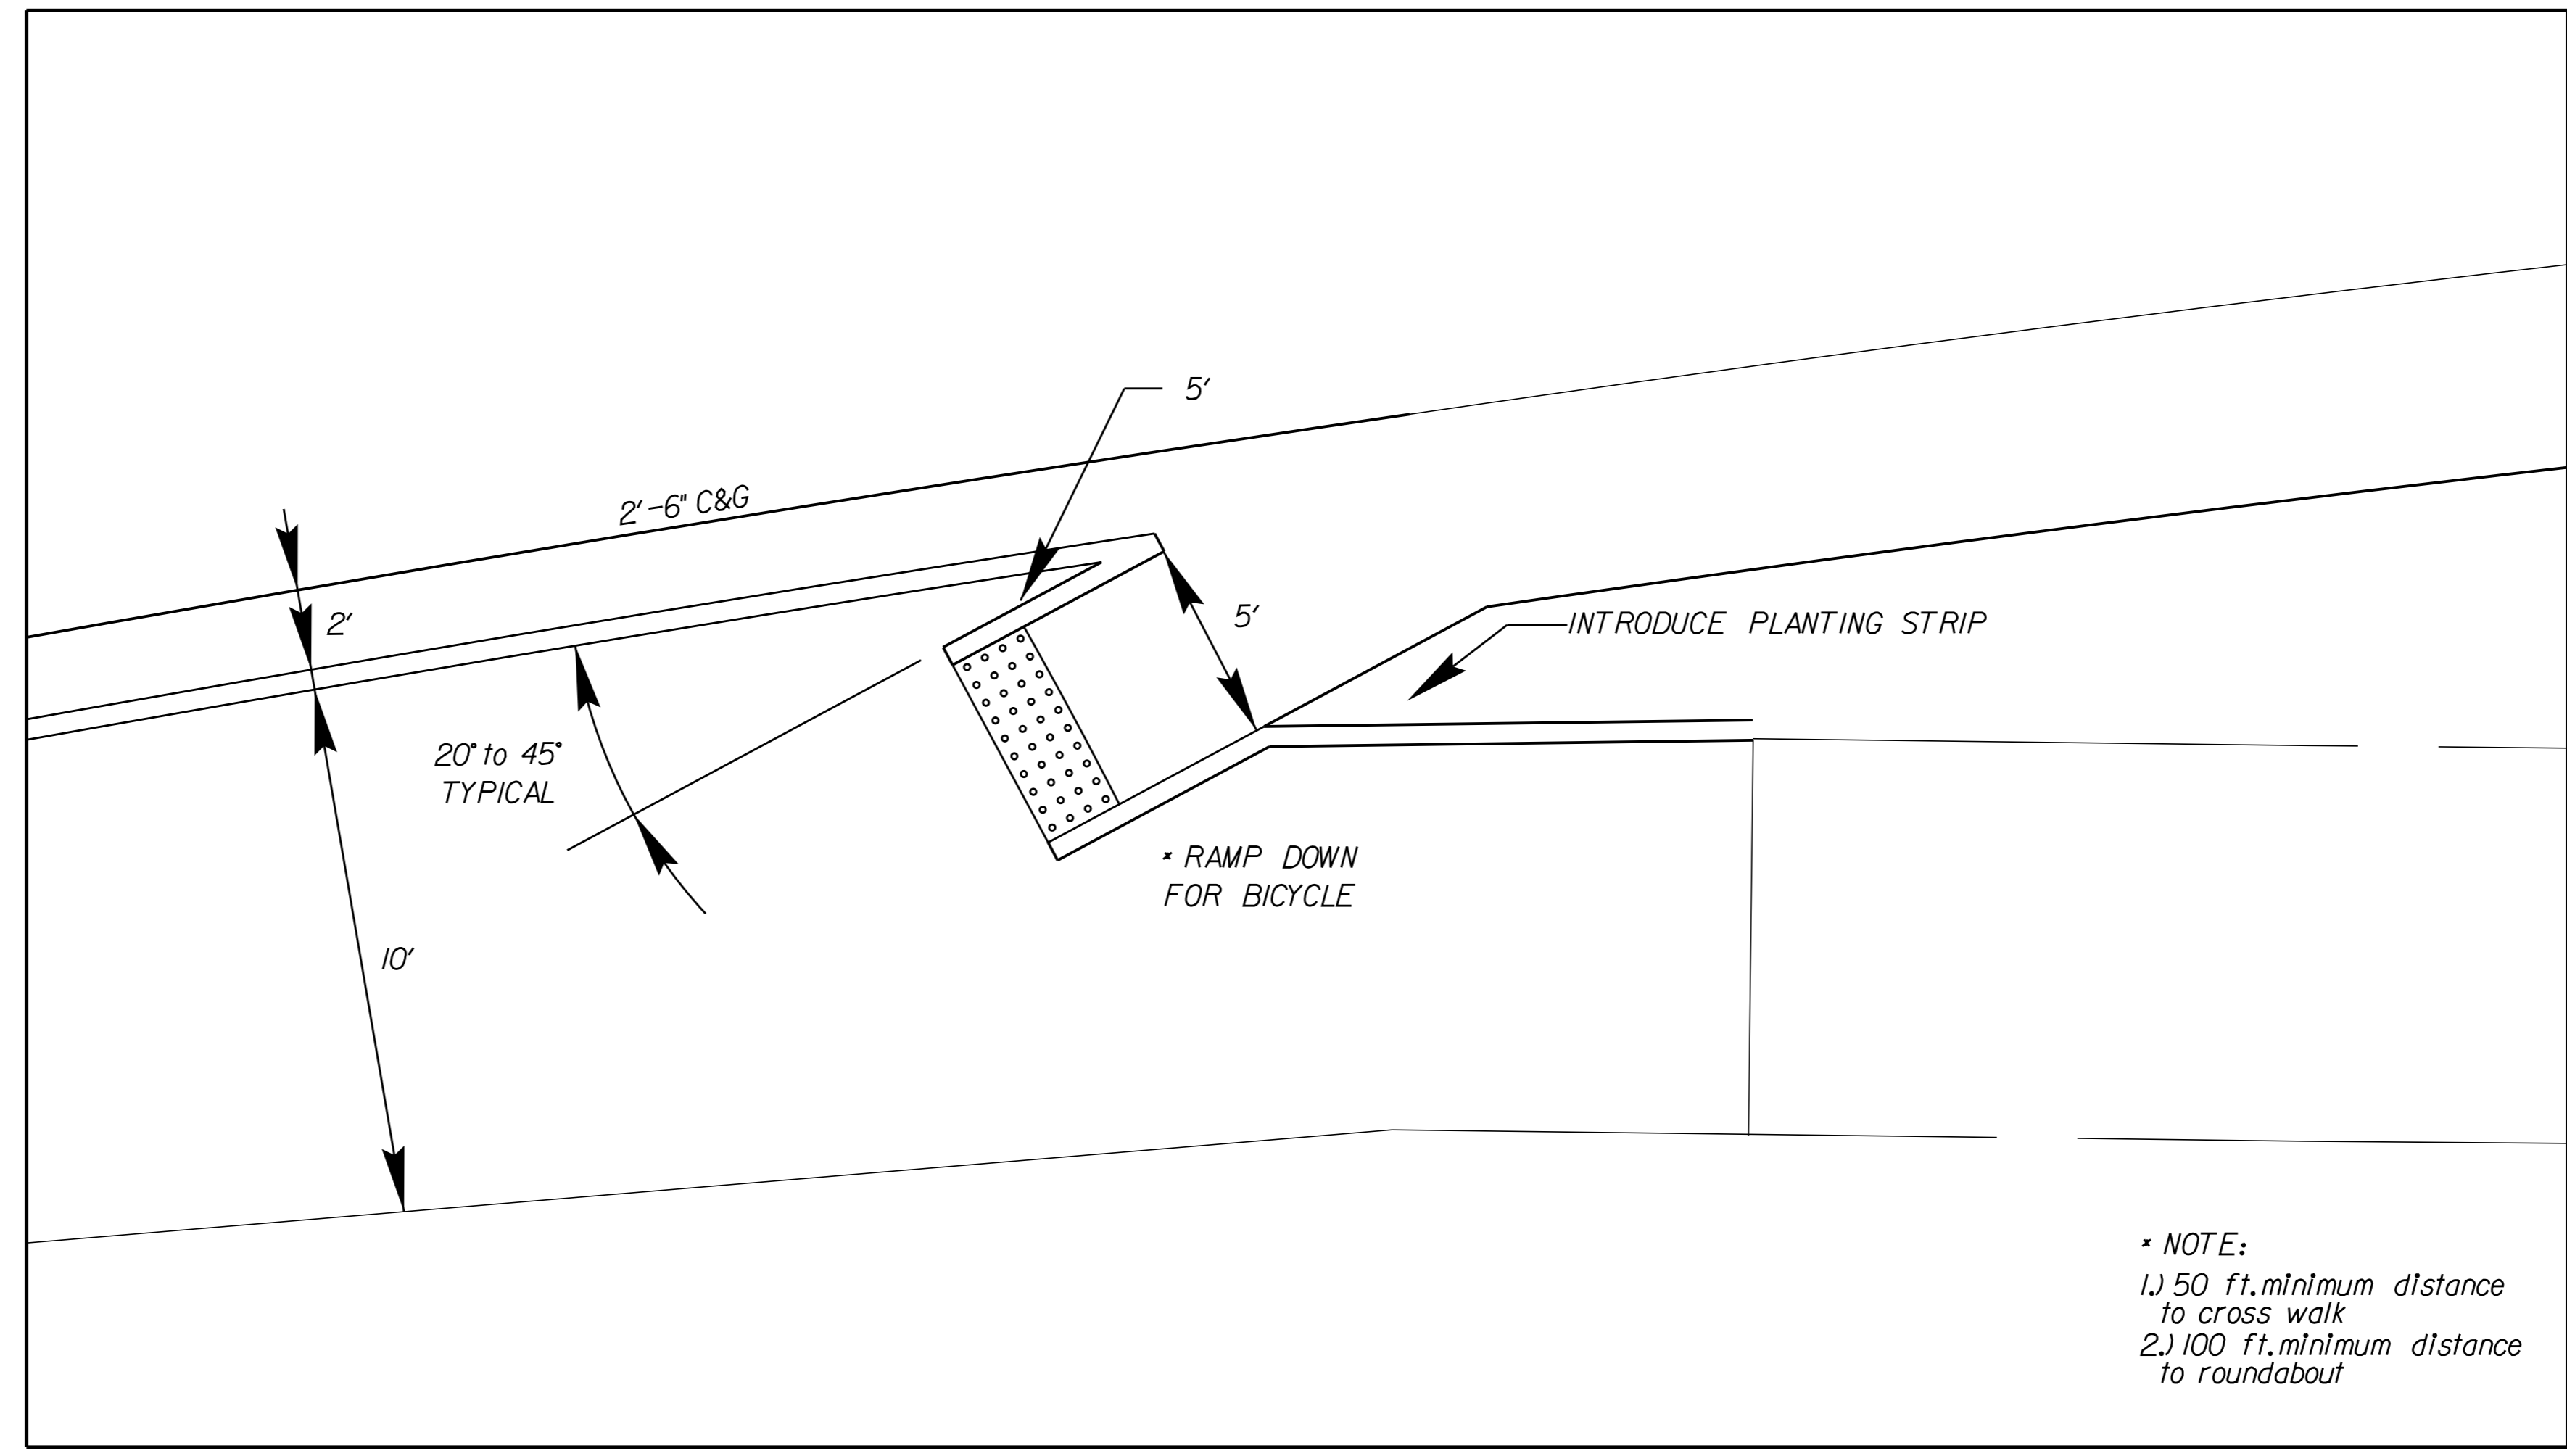 5'
2'-6" C&G
2'
5'
INTRODUCE PLANTING STRIP
20° to 45°
TYPICAL
* RAMP DOWN
FOR BICYCLE
10'
* NOTE:
1.) 50 ft. minimum distance
to cross walk
2.) 100 ft. minimum distance
to roundabout